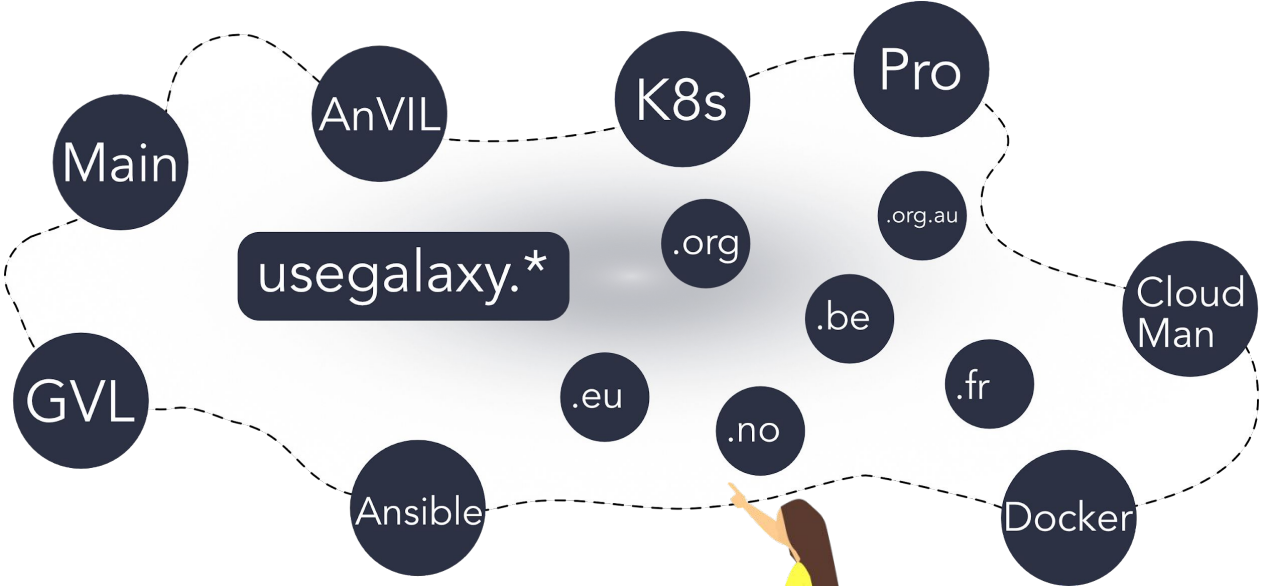 Main
AnVIL
K8s
Pro
usegalaxy.*
.org
.org.au
.be
Cloud
Man
.eu
.fr
.no
GVL
Ansible
Docker